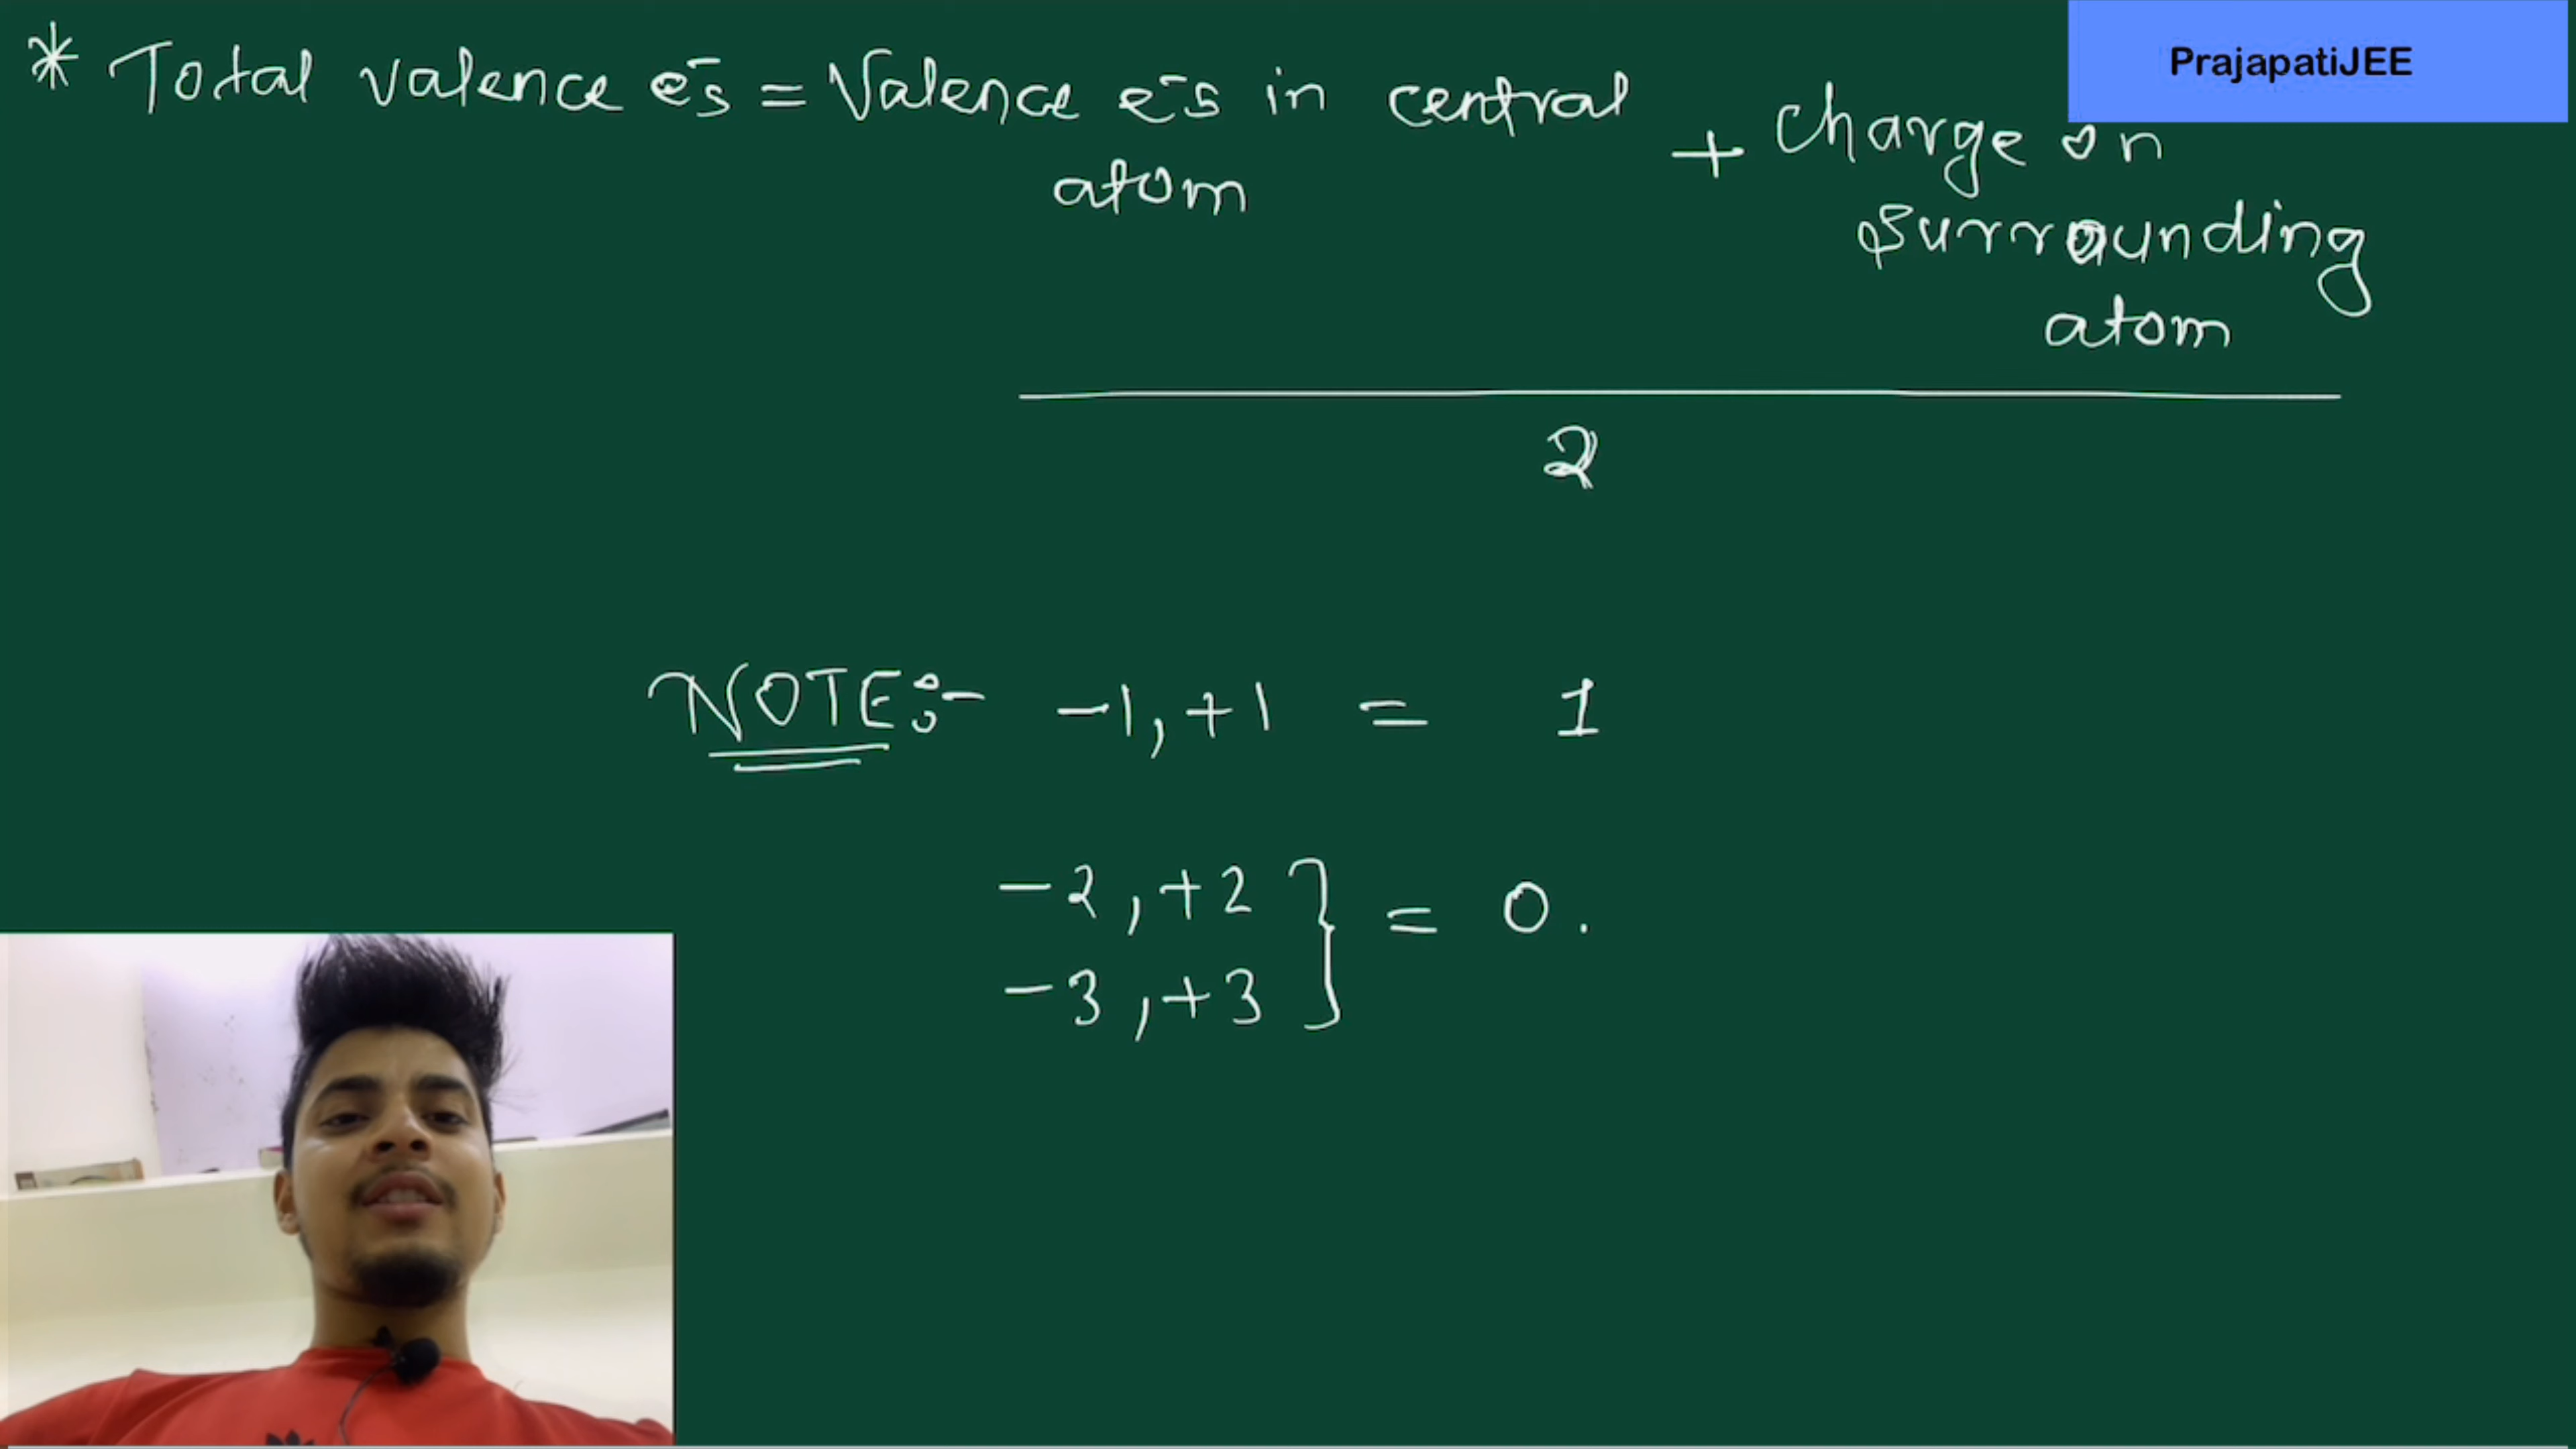 * Total valence e⁻s = Valence e⁻s in central
atom
+ Charge on
surrounding
atom
2
NOTE:- -1, +1 = 1
-2, +2 } = 0.
-3, +3
PrajapatiJEE